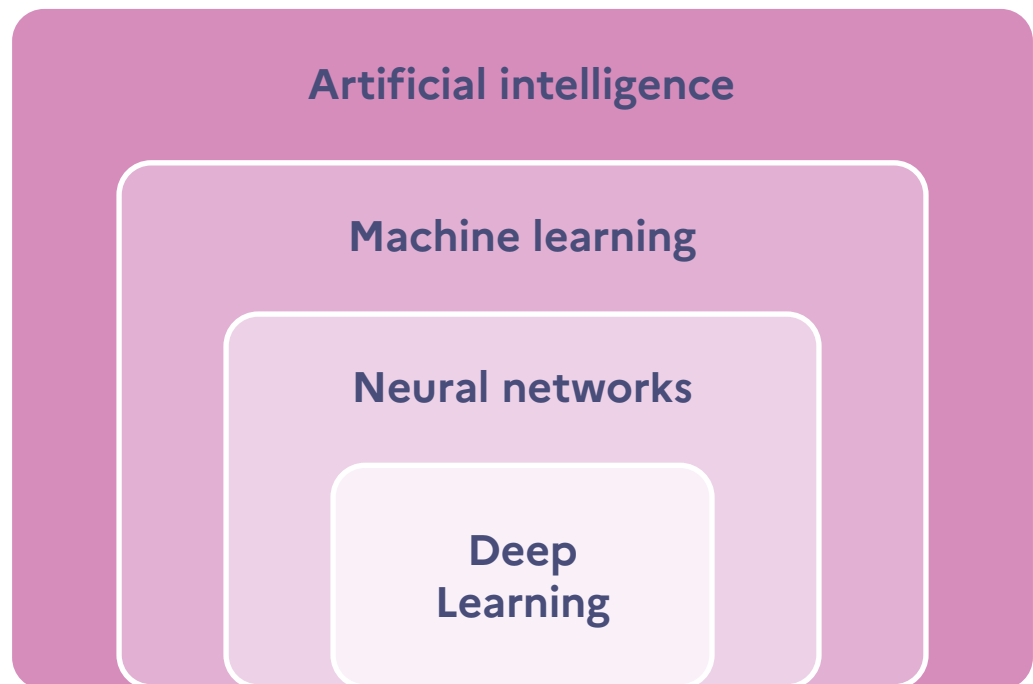 Artificial intelligence
Machine learning
Neural networks
Deep
Learning